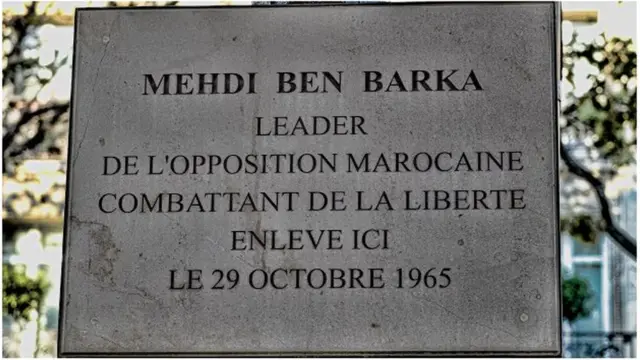 MEHDI BEN BARKA
LEADER
DE L'OPPOSITION MAROCAINE
COMBATTANT DE LA LIBERTE
ENLEVE ICI
LE 29 OCTOBRE 1965